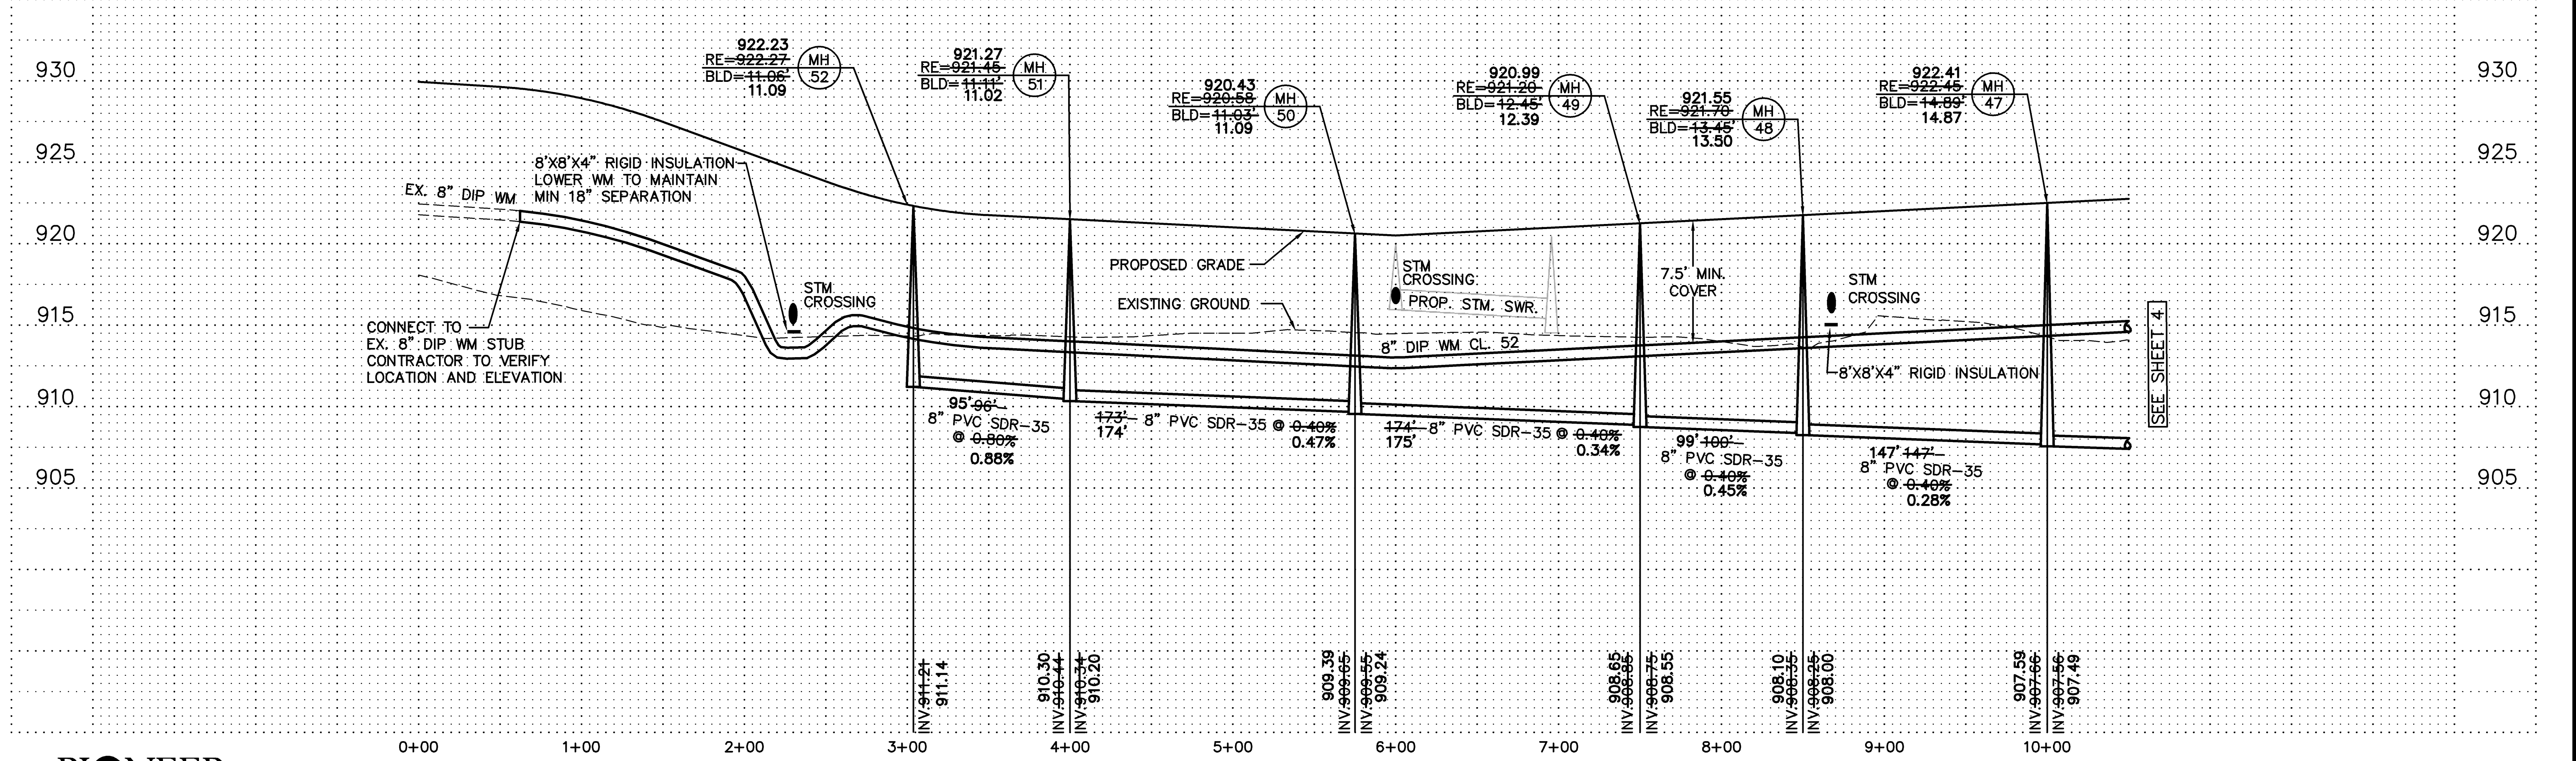 922.23
RE=922.27
BLD=11.06'
11.09
MH
52
921.27
RE=921.45
BLD=11.11'
11.02
MH
51
920.43
RE=920.58
BLD=11.03'
11.09
MH
50
920.99
RE=921.20
BLD=12.45'
12.39
MH
49
921.55
RE=921.70
BLD=13.45'
13.50
MH
48
922.41
RE=922.45
BLD=14.89'
14.87
MH
47
930
925
920
915
910
905
930
925
920
915
910
905
EX. 8" DIP WM
8'X8'X4" RIGID INSULATION
LOWER WM TO MAINTAIN
MIN 18" SEPARATION
STM
CROSSING
CONNECT TO
EX. 8" DIP WM STUB
CONTRACTOR TO VERIFY
LOCATION AND ELEVATION
PROPOSED GRADE
EXISTING GROUND
STM
CROSSING
PROP. STM. SWR.
8" DIP WM CL. 52
7.5' MIN.
COVER
STM
CROSSING
8'X8'X4" RIGID INSULATION
SEE SHEET 4
95' 96'
8" PVC SDR-35
@ 0.80%
0.88%
173' 8" PVC SDR-35 @ 0.40%
174' 0.47%
174' 8" PVC SDR-35 @ 0.40%
175' 0.34%
99' 100'
8" PVC SDR-35
@ 0.40%
0.45%
147' 147'
8" PVC SDR-35
@ 0.40%
0.28%
INV.911.21
911.14
910.30
INV.910.44
INV.910.34
910.20
909.39
INV.909.65
INV.909.55
909.24
908.65
INV.908.85
INV.908.75
908.55
908.10
INV.908.35
INV.908.25
908.00
907.59
INV.907.66
INV.907.56
907.49
0+00 1+00 2+00 3+00 4+00 5+00 6+00 7+00 8+00 9+00 10+00
PIONEER